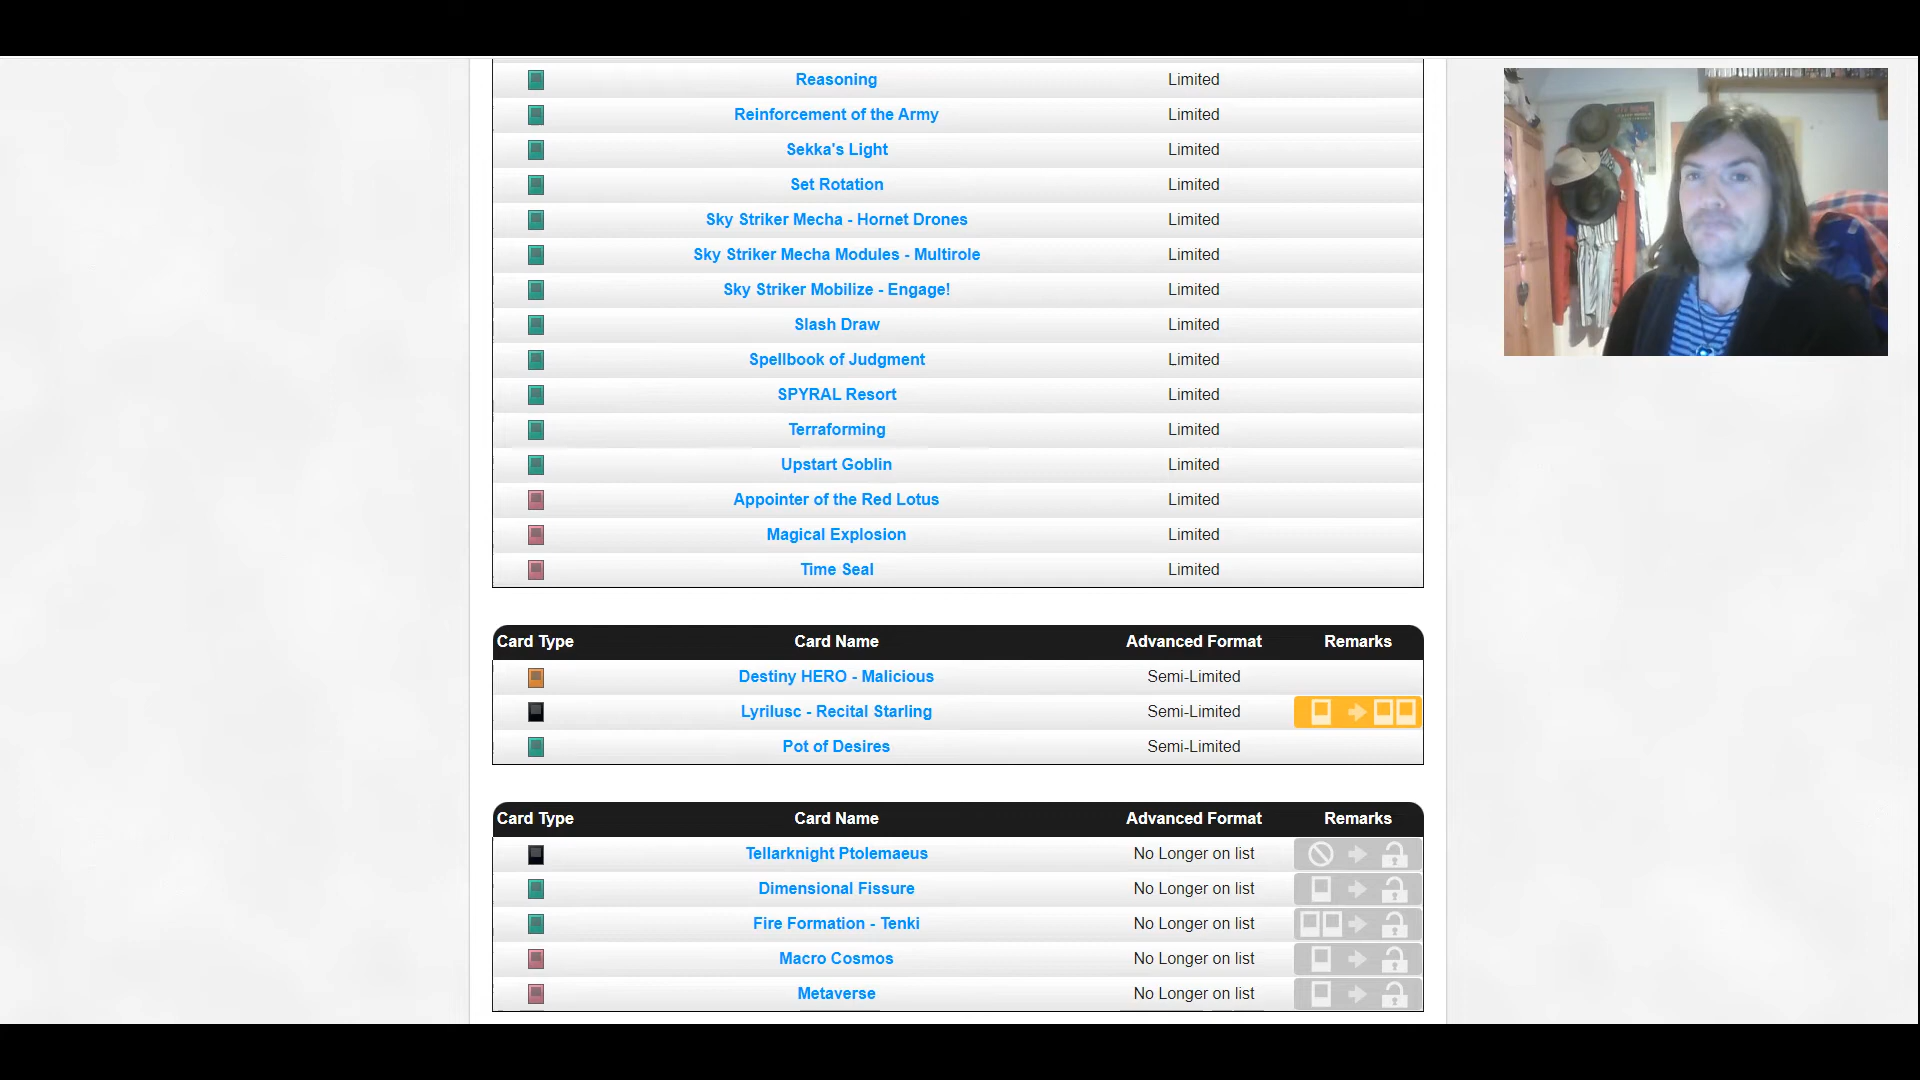 Reasoning Limited
Reinforcement of the Army Limited
Sekka's Light Limited
Set Rotation Limited
Sky Striker Mecha - Hornet Drones Limited
Sky Striker Mecha Modules - Multirole Limited
Sky Striker Mobilize - Engage! Limited
Slash Draw Limited
Spellbook of Judgment Limited
SPYRAL Resort Limited
Terraforming Limited
Upstart Goblin Limited
Appointer of the Red Lotus Limited
Magical Explosion Limited
Time Seal Limited
Card Type Card Name Advanced Format Remarks
Destiny HERO - Malicious Semi-Limited
Lyrilusc - Recital Starling Semi-Limited
Pot of Desires Semi-Limited
Card Type Card Name Advanced Format Remarks
Tellarknight Ptolemaeus No Longer on list
Dimensional Fissure No Longer on list
Fire Formation - Tenki No Longer on list
Macro Cosmos No Longer on list
Metaverse No Longer on list